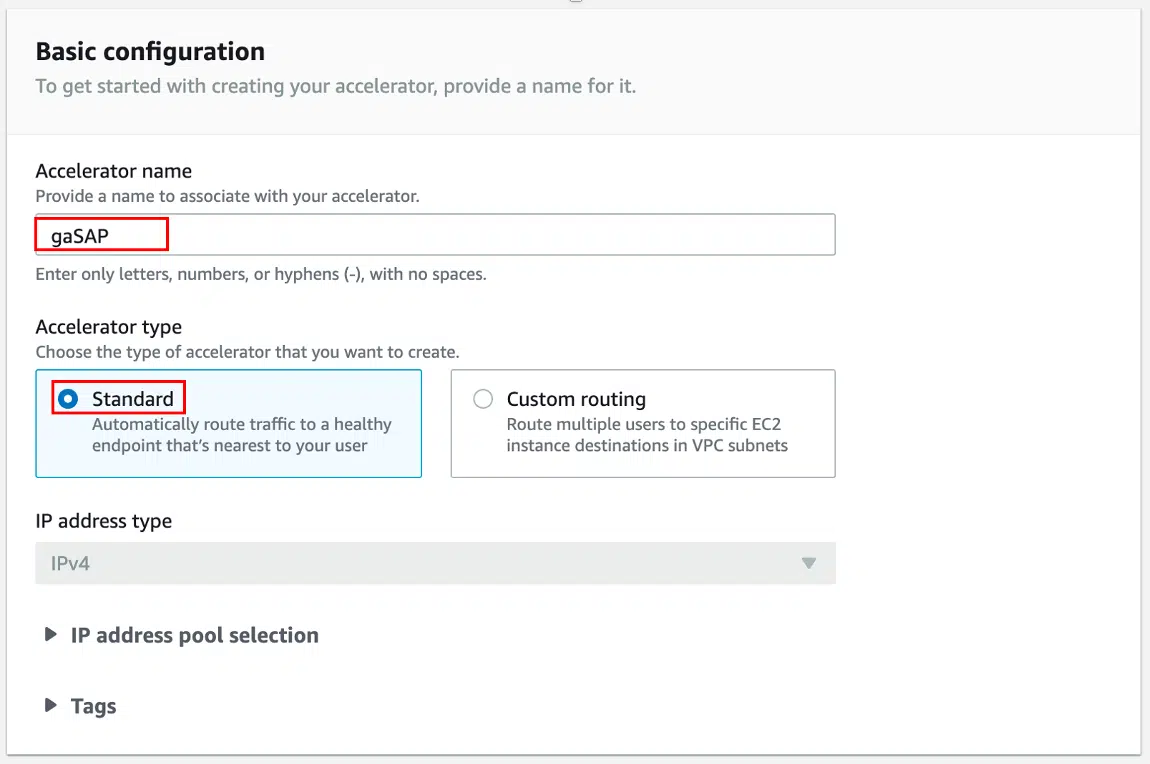 Basic configuration
To get started with creating your accelerator, provide a name for it.
Accelerator name
Provide a name to associate with your accelerator.
gaSAP
Enter only letters, numbers, or hyphens (-), with no spaces.
Accelerator type
Choose the type of accelerator that you want to create.
Standard
Automatically route traffic to a healthy
endpoint that's nearest to your user
Custom routing
Route multiple users to specific EC2
instance destinations in VPC subnets
IP address type
IPv4
IP address pool selection
Tags